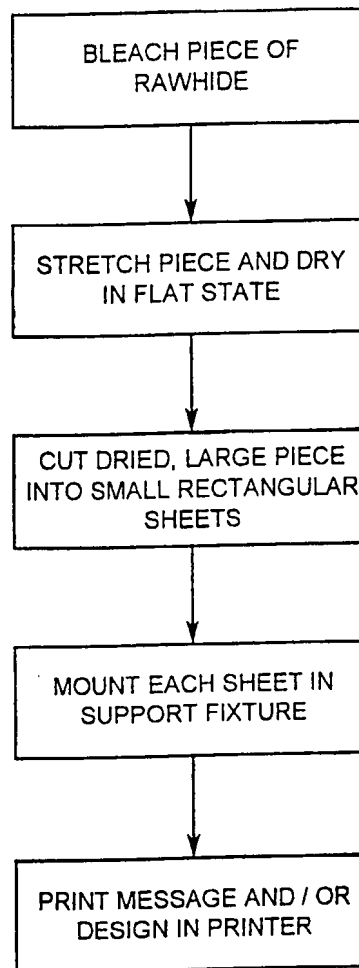 BLEACH PIECE OF
RAWHIDE
STRETCH PIECE AND DRY
IN FLAT STATE
CUT DRIED, LARGE PIECE
INTO SMALL RECTANGULAR
SHEETS
MOUNT EACH SHEET IN
SUPPORT FIXTURE
PRINT MESSAGE AND / OR
DESIGN IN PRINTER